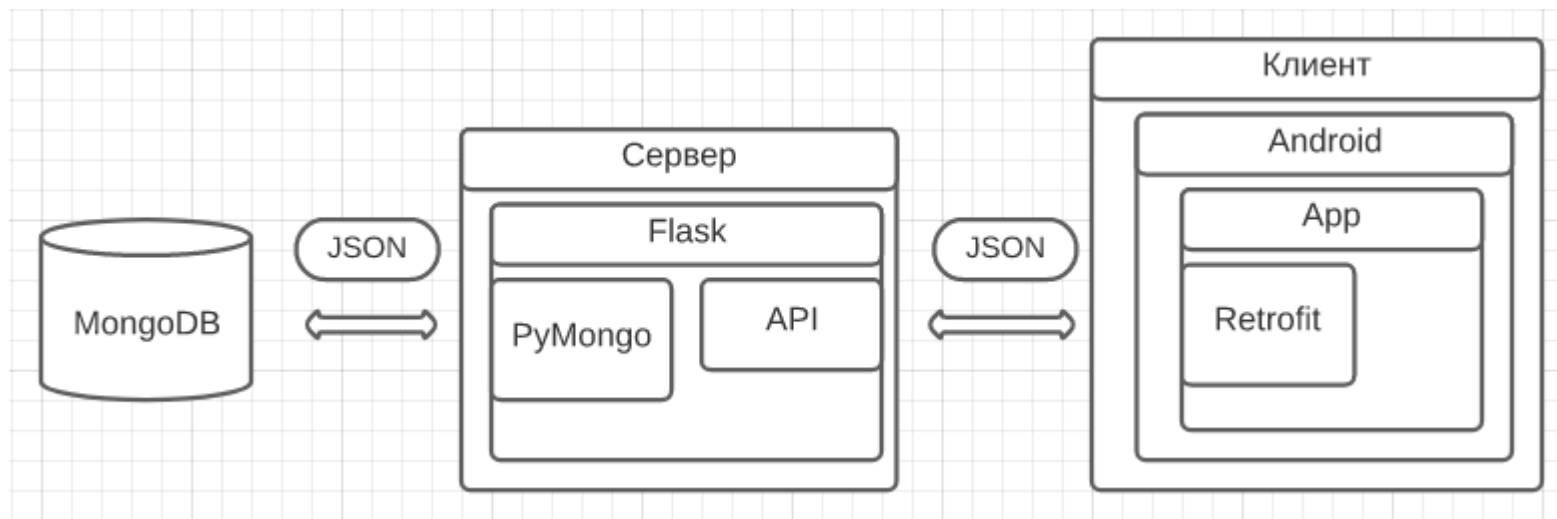 MongoDB
JSON
Сервер
Flask
PyMongo
API
JSON
Клиент
Android
App
Retrofit